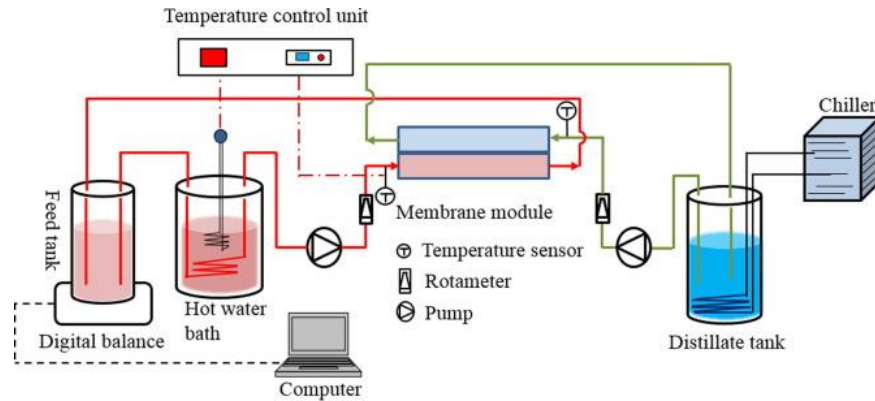 Temperature control unit
Chiller
Feed tank
Membrane module
Temperature sensor
Rotameter
Pump
Hot water
bath
Digital balance
Distillate tank
Computer
T
T